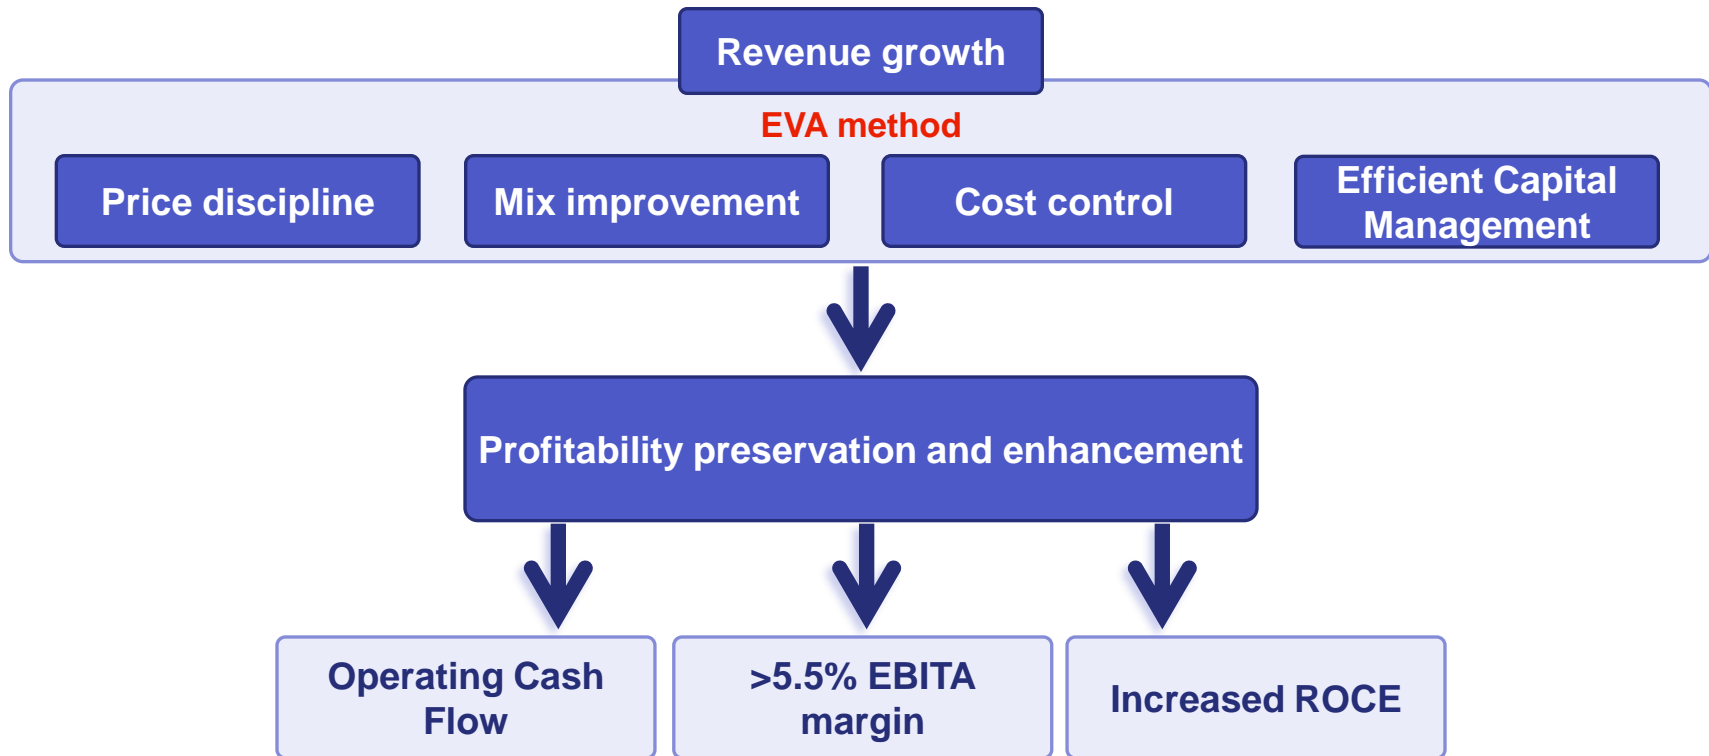 Revenue growth
EVA method
Price discipline
Mix improvement
Cost control
Efficient Capital
Management
Profitability preservation and enhancement
Operating Cash
Flow
>5.5% EBITA
margin
Increased ROCE